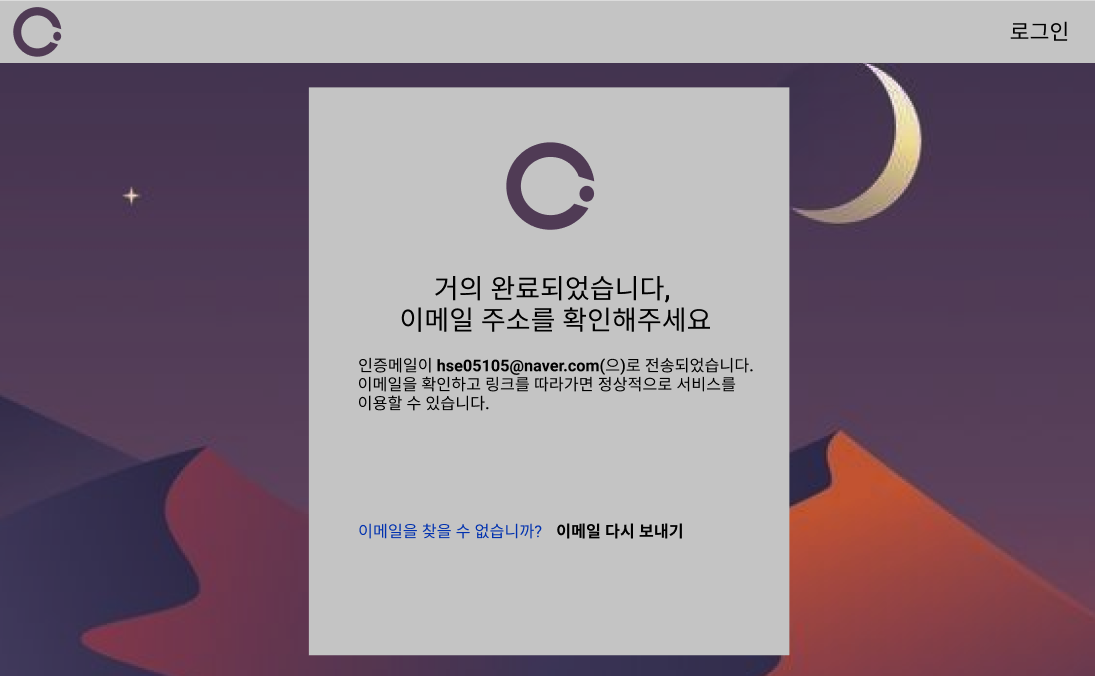 로그인
거의 완료되었습니다,
이메일 주소를 확인해주세요
인증메일이 hse05105@naver.com(으)로 전송되었습니다.
이메일을 확인하고 링크를 따라가면 정상적으로 서비스를
이용할 수 있습니다.
이메일을 찾을 수 없습니까? 이메일 다시 보내기